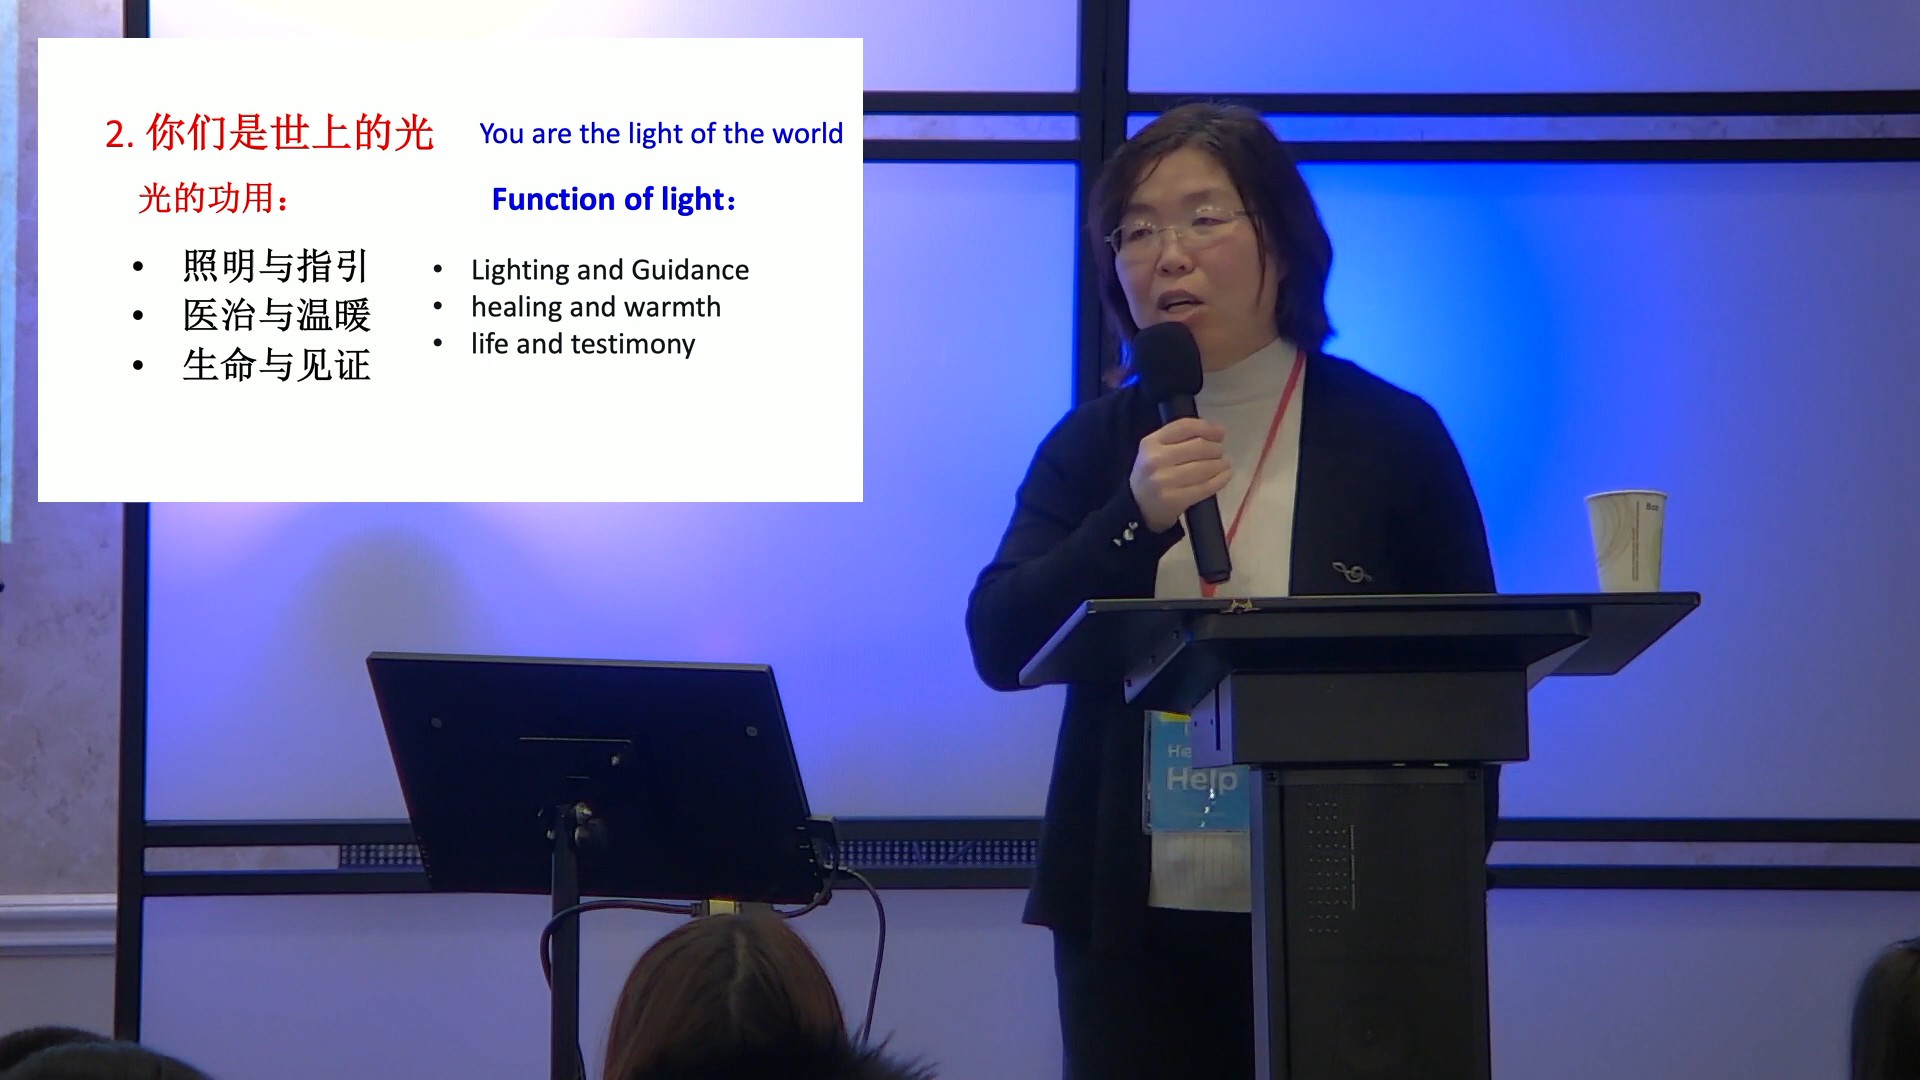 2. 你们是世上的光
You are the light of the world
光的功用：
Function of light：
• 照明与指引
• 医治与温暖
• 生命与见证
• Lighting and Guidance
• healing and warmth
• life and testimony
Help